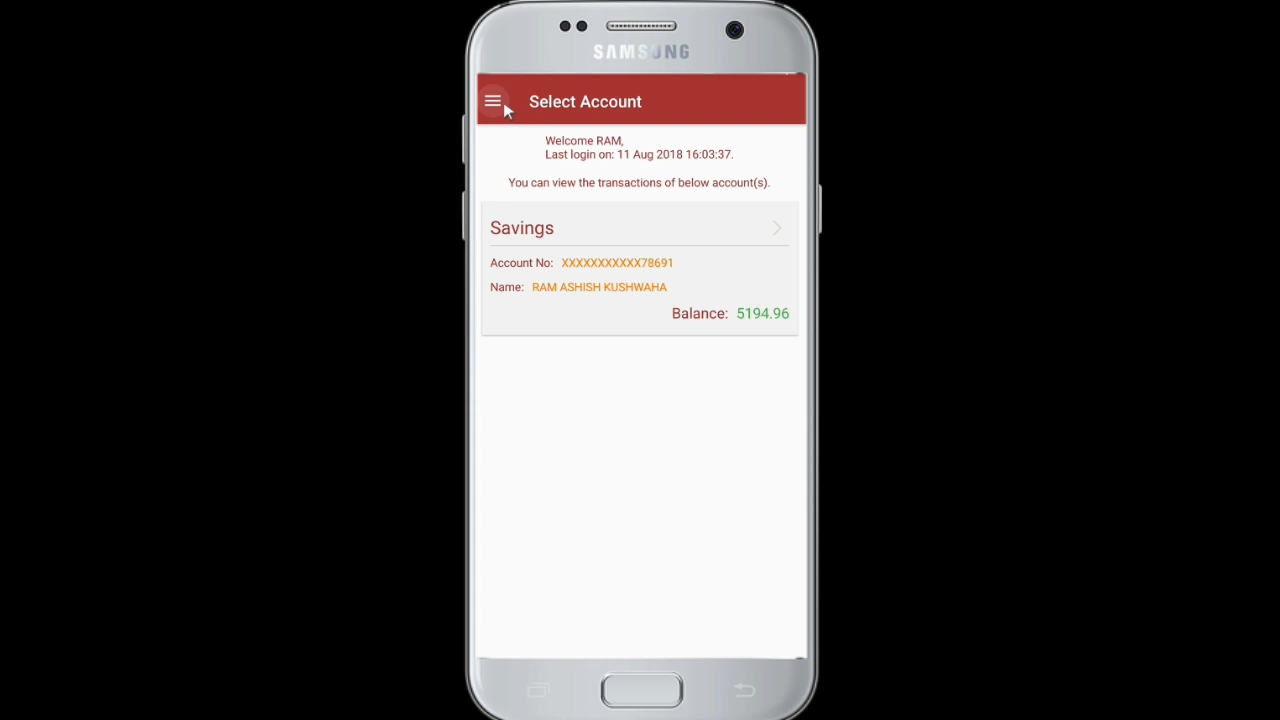 SAMSUNG
Select Account
Welcome RAM,
Last login on: 11 Aug 2018 16:03:37.
You can view the transactions of below account(s).
Savings
Account No: XXXXXXXXXXX78691
Name: RAM ASHISH KUSHWAHA
Balance: 5194.96